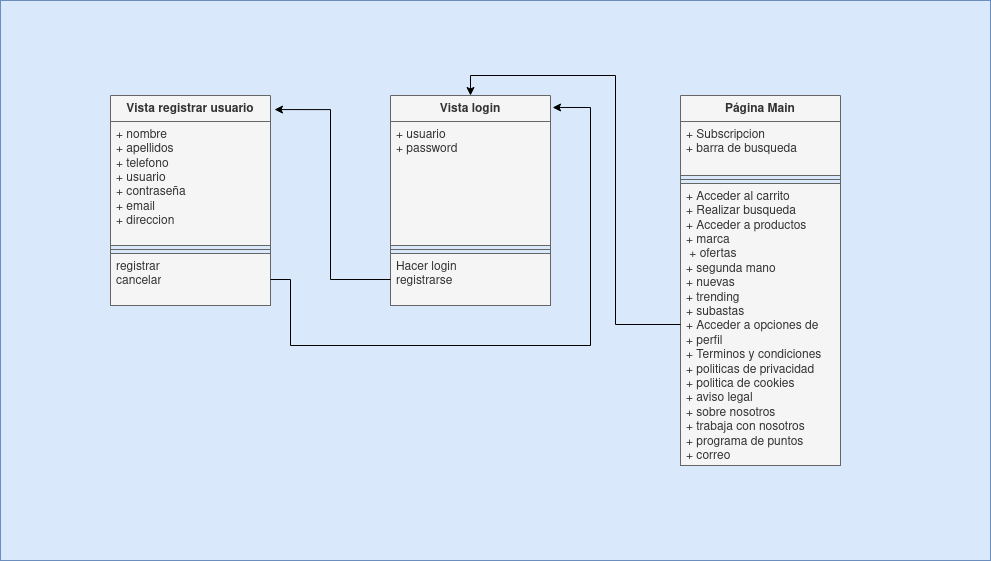 Vista registrar usuario
+ nombre
+ apellidos
+ telefono
+ usuario
+ contraseña
+ email
+ direccion
registrar
cancelar
Vista login
+ usuario
+ password
Hacer login
registrarse
Página Main
+ Subscripcion
+ barra de busqueda
+ Acceder al carrito
+ Realizar busqueda
+ Acceder a productos
+ marca
+ ofertas
+ segunda mano
+ nuevas
+ trending
+ subastas
+ Acceder a opciones de
+ perfil
+ Terminos y condiciones
+ politicas de privacidad
+ politica de cookies
+ aviso legal
+ sobre nosotros
+ trabaja con nosotros
+ programa de puntos
+ correo